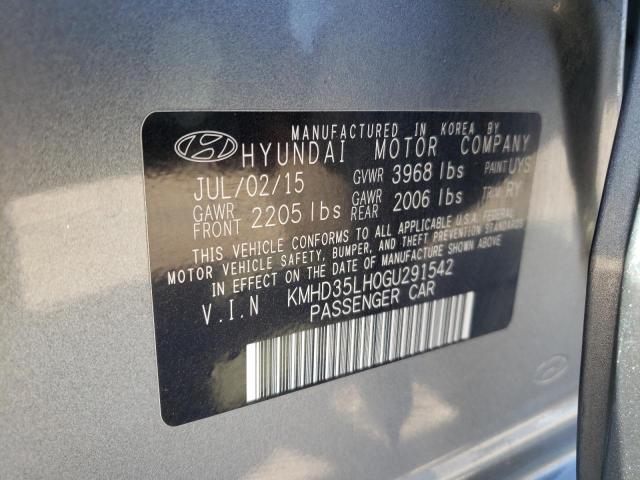 MANUFACTURED IN KOREA BY
HYUNDAI MOTOR COMPANY
JUL/02/15 GVWR 3968 lbs PAINT UYS
GAWR FRONT 2205 lbs GAWR REAR 2006 lbs TRIM RY
THIS VEHICLE CONFORMS TO ALL APPLICABLE U.S.A. FEDERAL
MOTOR VEHICLE SAFETY, BUMPER, AND THEFT PREVENTION STANDARDS
IN EFFECT ON THE DATE OF MANUFACTURE SHOWN ABOVE.
V.I.N KMHD35LH0GU291542
PASSENGER CAR